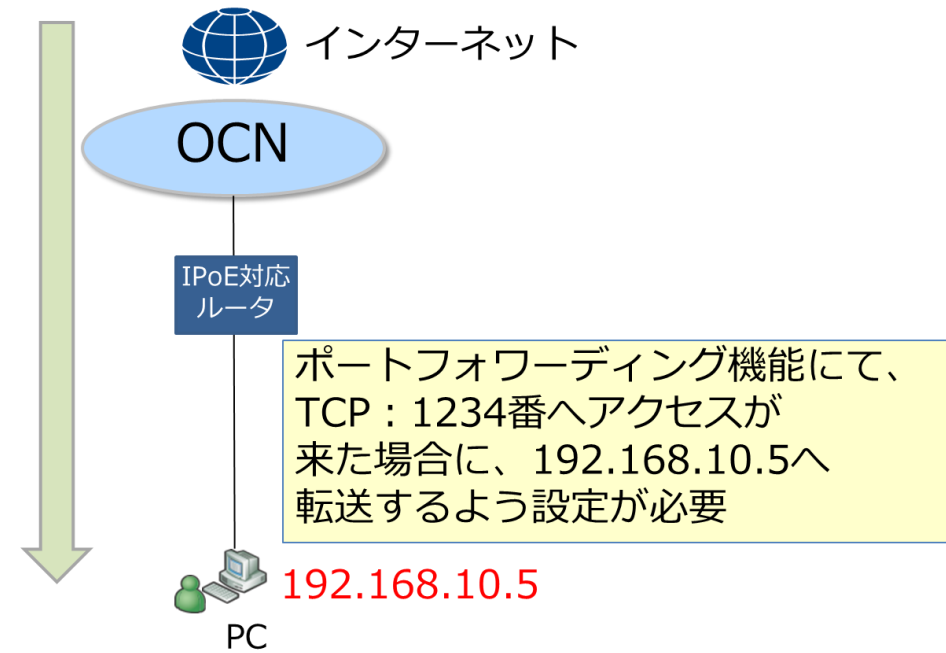 インターネット
OCN
IPoE対応
ルータ
ポートフォワーディング機能にて、
TCP：1234番へアクセスが
来た場合に、192.168.10.5へ
転送するよう設定が必要
192.168.10.5
PC